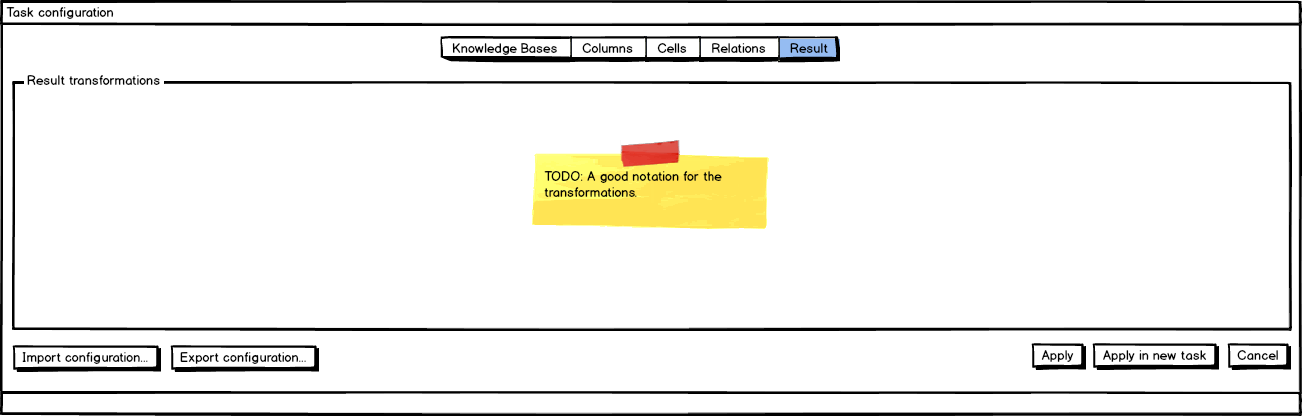 Task configuration
Knowledge Bases Columns Cells Relations Result
Result transformations
TODO: A good notation for the
transformations.
Import configuration... Export configuration... Apply Apply in new task Cancel